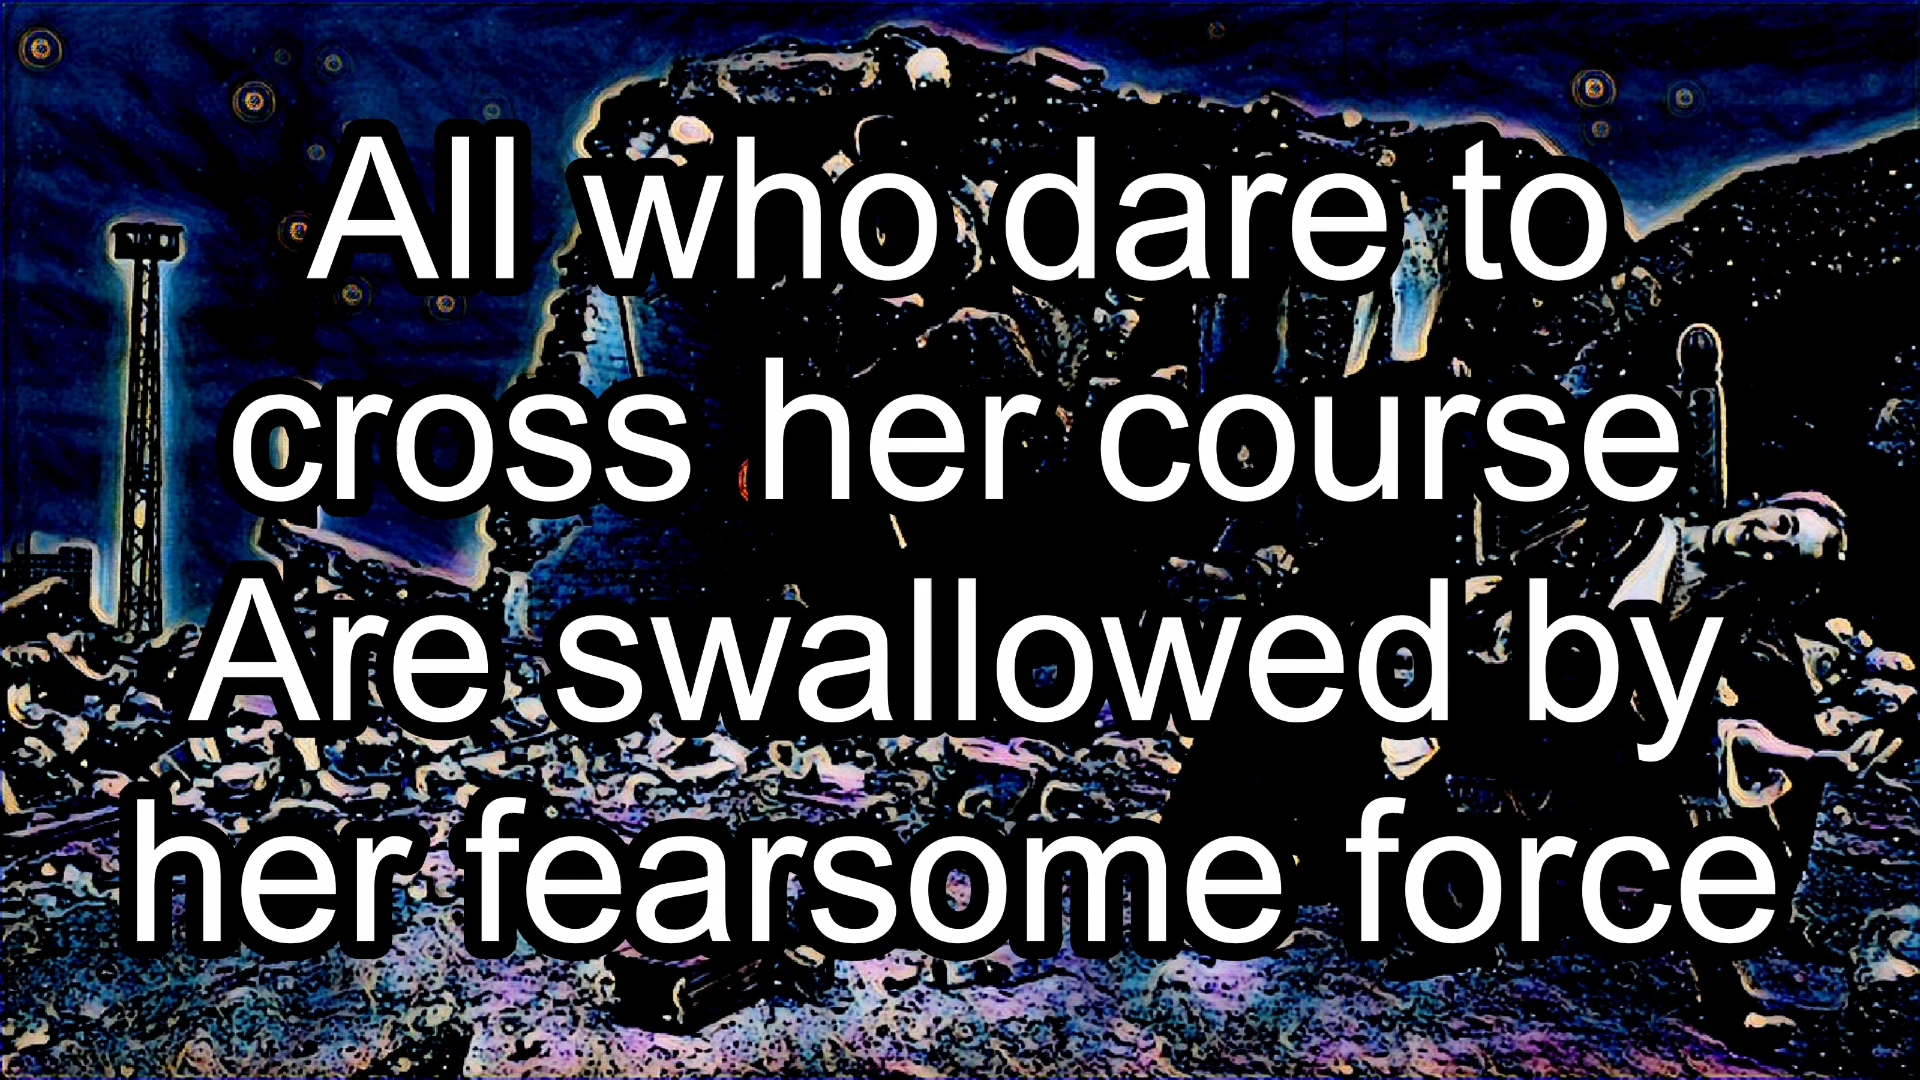 All who dare to
cross her course
Are swallowed by
her fearsome force